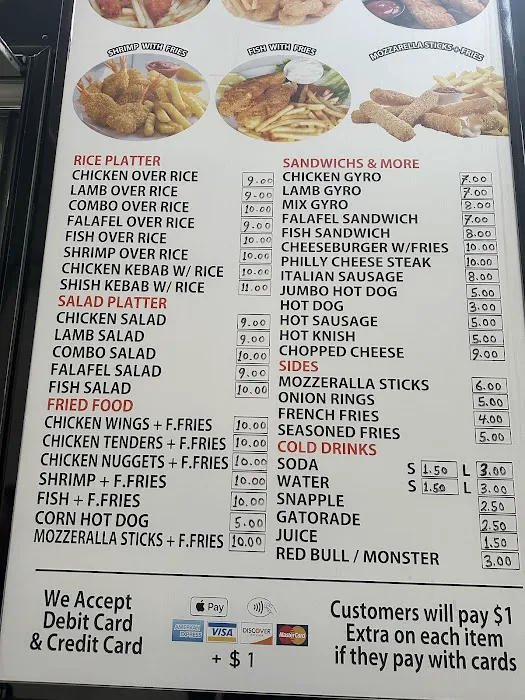 SHRIMP WITH FRIES
FISH WITH FRIES
MOZZARELLA STICKS + FRIES
RICE PLATTER
CHICKEN OVER RICE 9.00
LAMB OVER RICE 9.00
COMBO OVER RICE 10.00
FALAFEL OVER RICE 9.00
FISH OVER RICE 10.00
SHRIMP OVER RICE 10.00
CHICKEN KEBAB W/ RICE 10.00
SHISH KEBAB W/ RICE 11.00
SALAD PLATTER
CHICKEN SALAD 9.00
LAMB SALAD 9.00
COMBO SALAD 10.00
FALAFEL SALAD 9.00
FISH SALAD 10.00
FRIED FOOD
CHICKEN WINGS + F.FRIES 10.00
CHICKEN TENDERS + F.FRIES 10.00
CHICKEN NUGGETS + F.FRIES 10.00
SHRIMP + F.FRIES 10.00
FISH + F.FRIES 10.00
CORN HOT DOG 5.00
MOZZERALLA STICKS + F.FRIES 10.00
SANDWICHS & MORE
CHICKEN GYRO 7.00
LAMB GYRO 7.00
MIX GYRO 8.00
FALAFEL SANDWICH 7.00
FISH SANDWICH 8.00
CHEESEBURGER W/FRIES 10.00
PHILLY CHEESE STEAK 10.00
ITALIAN SAUSAGE 8.00
JUMBO HOT DOG 5.00
HOT DOG 3.00
HOT SAUSAGE 5.00
HOT KNISH 5.00
CHOPPED CHEESE 9.00
SIDES
MOZZERALLA STICKS 6.00
ONION RINGS 5.00
FRENCH FRIES 4.00
SEASONED FRIES 5.00
COLD DRINKS
SODA S 1.50 L 3.00
WATER S 1.50 L 3.00
SNAPPLE 2.50
GATORADE 2.50
JUICE 1.50
RED BULL / MONSTER 3.00
We Accept
Debit Card
& Credit Card
Pay
AMERICAN EXPRESS VISA DISCOVER MasterCard
+ $ 1
Customers will pay $1
Extra on each item
if they pay with cards